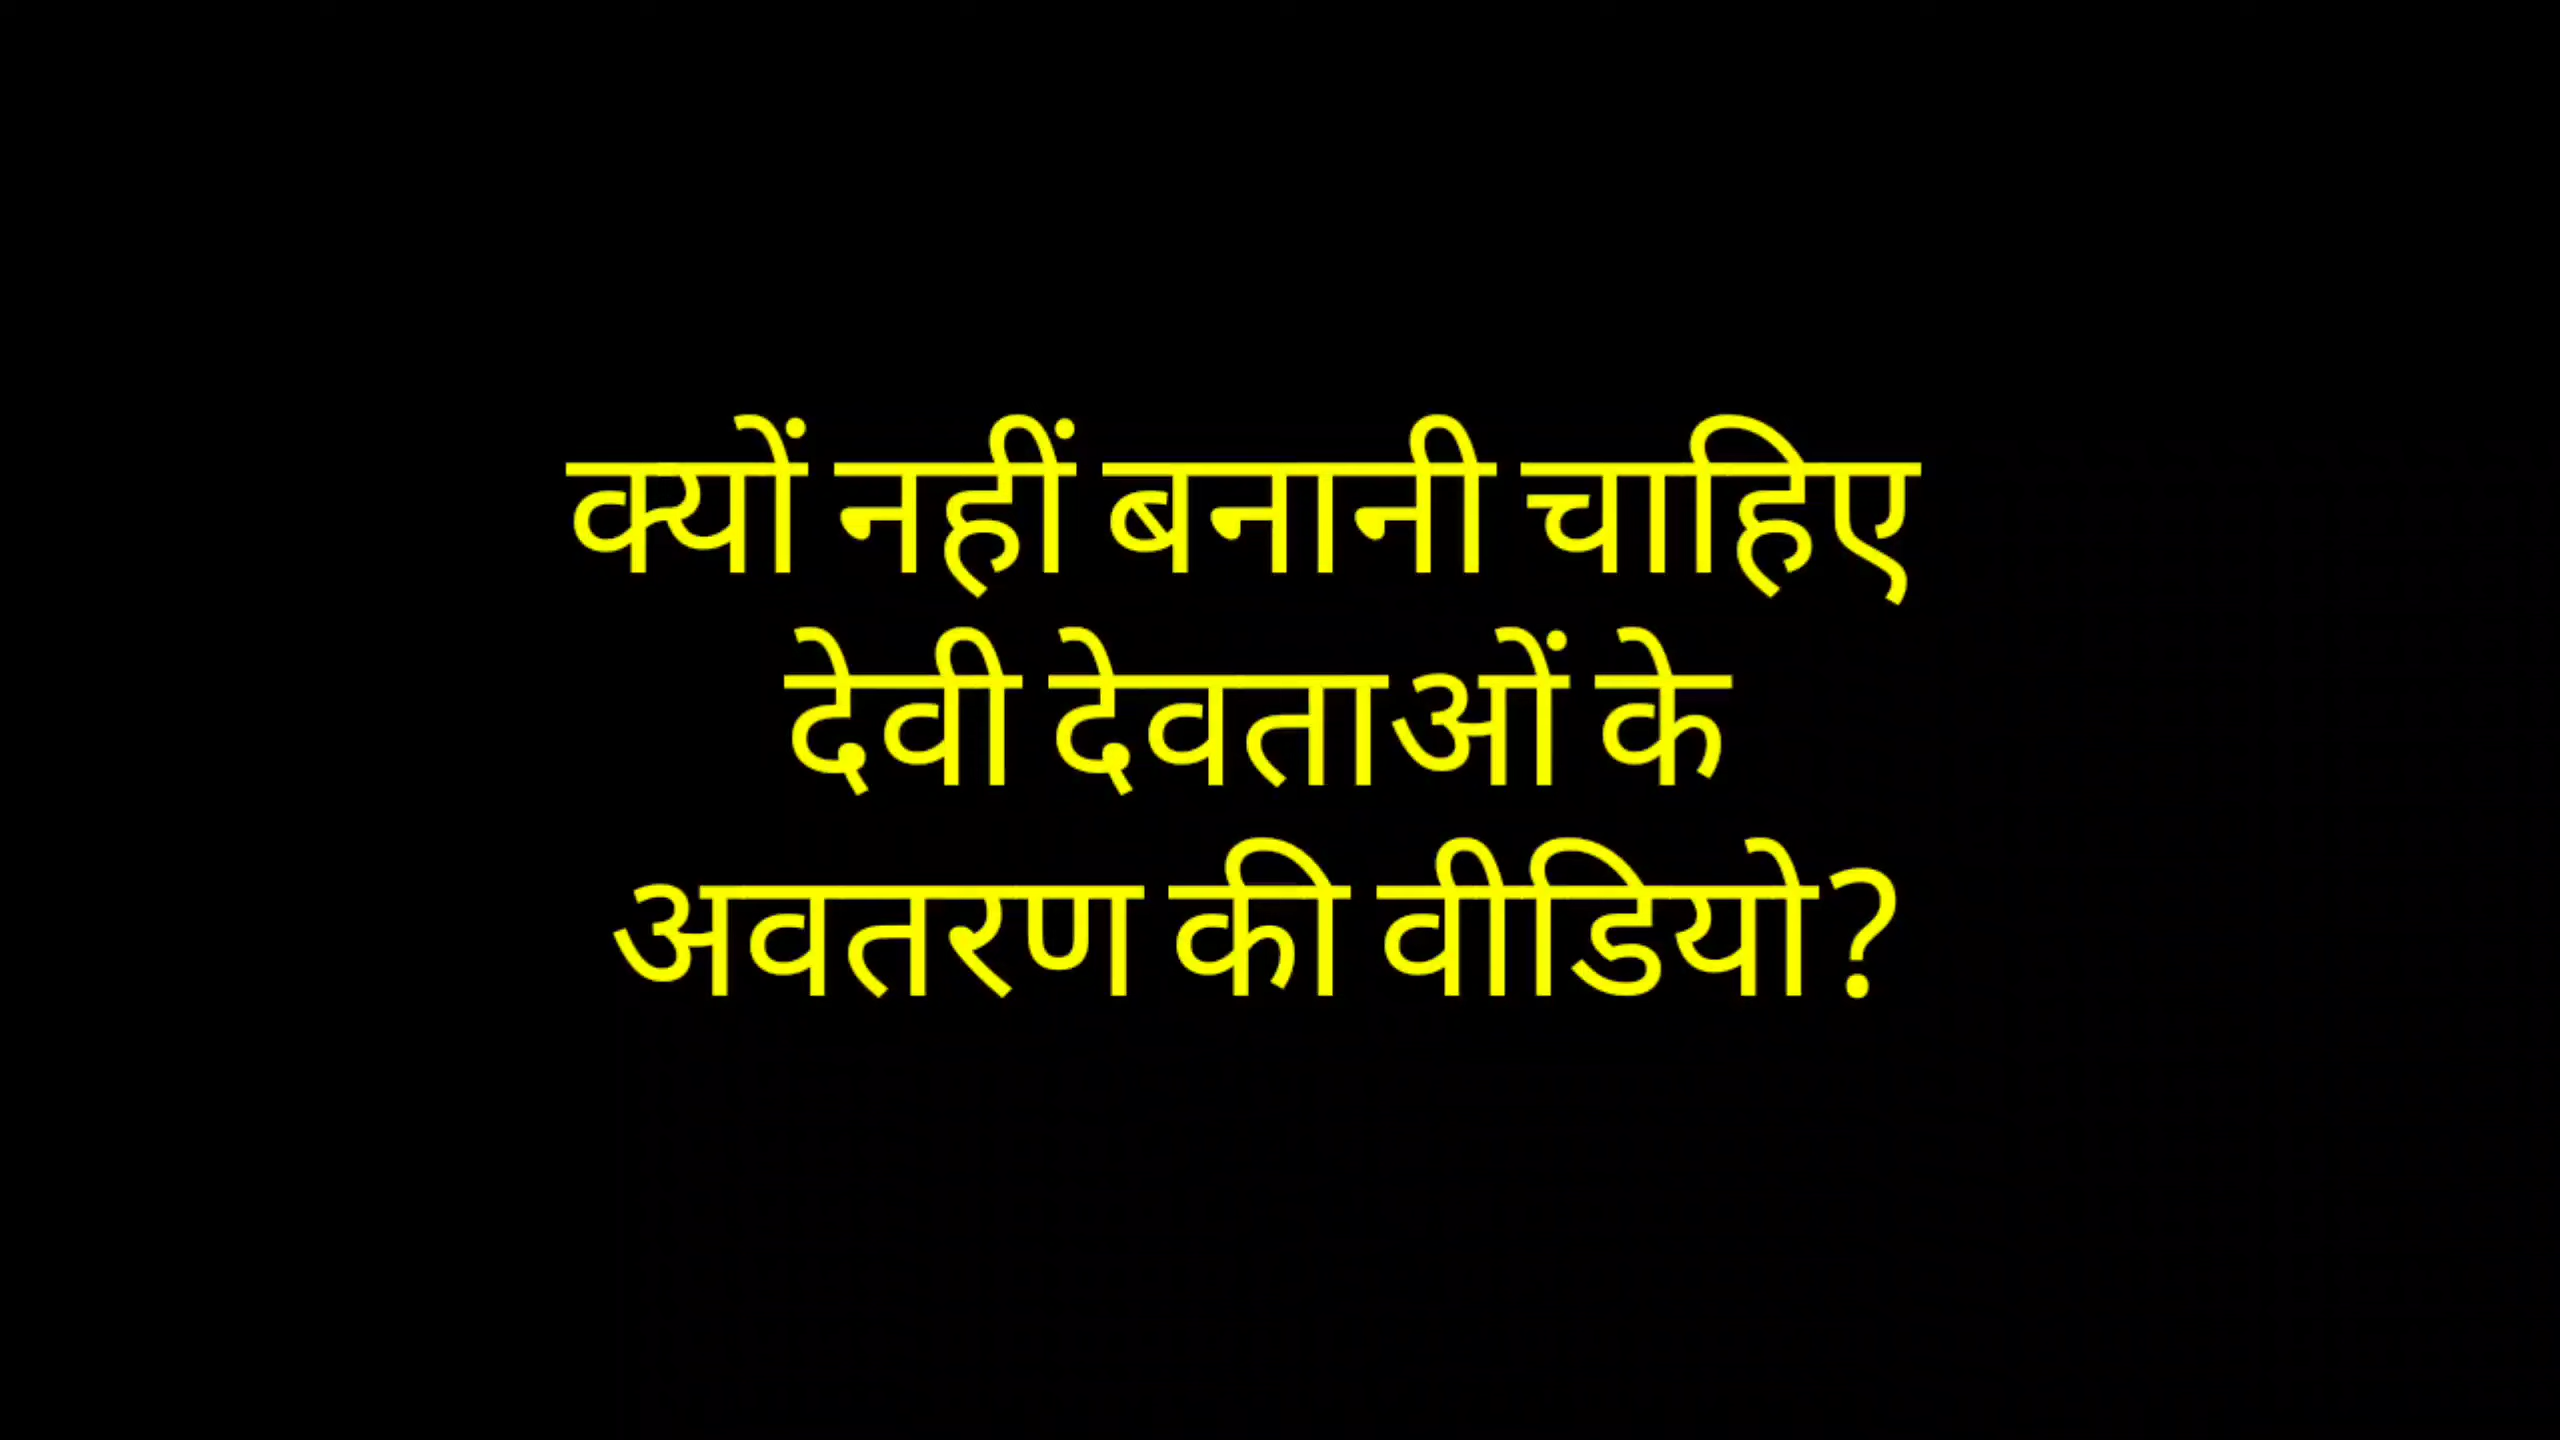 क्यों नहीं बनानी चाहिए
देवी देवताओं के
अवतरण की वीडियो?